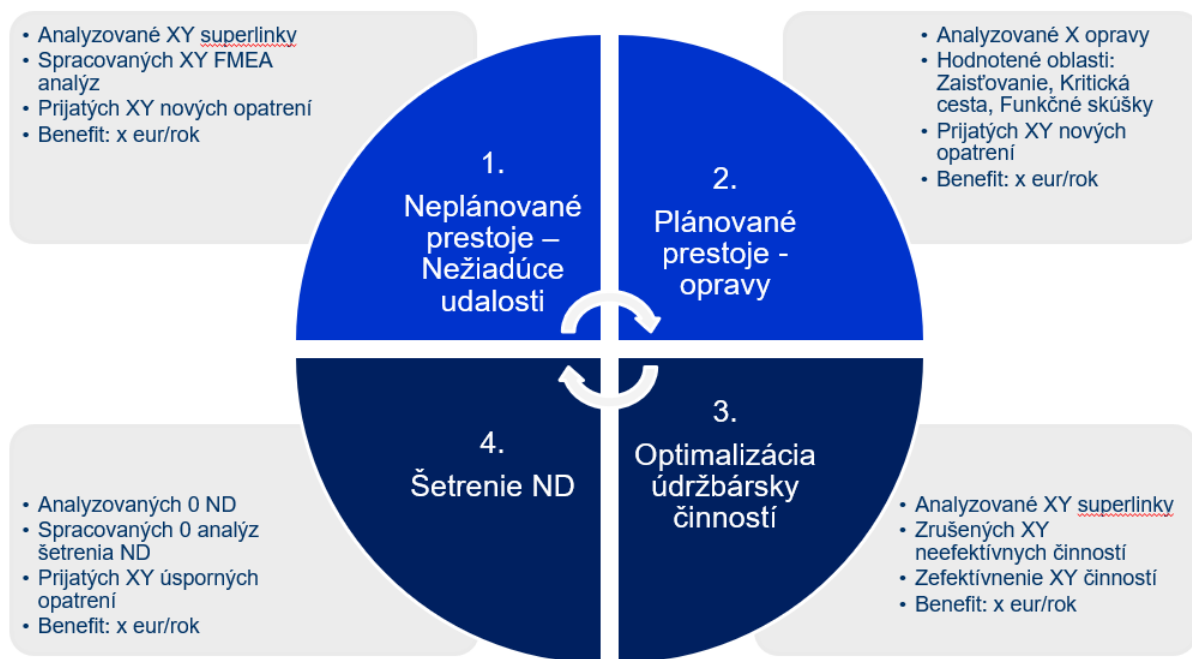 • Analyzované XY superlinky
• Spracovaných XY FMEA
analýz
• Prijatých XY nových opatrení
• Benefit: x eur/rok
• Analyzované X opravy
• Hodnotené oblasti:
Zaisťovanie, Kritická
cesta, Funkčné skúšky
• Prijatých XY nových
opatrení
• Benefit: x eur/rok
1.
Neplánované
prestoje –
Nežiadúce
udalosti
2.
Plánované
prestoje -
opravy
4.
Šetrenie ND
3.
Optimalizácia
údržbársky
činností
• Analyzovaných 0 ND
• Spracovaných 0 analýz
šetrenia ND
• Prijatých XY úsporných
opatrení
• Benefit: x eur/rok
• Analyzované XY superlinky
• Zrušených XY
neefektívnych činností
• Zefektívnenie XY činností
• Benefit: x eur/rok